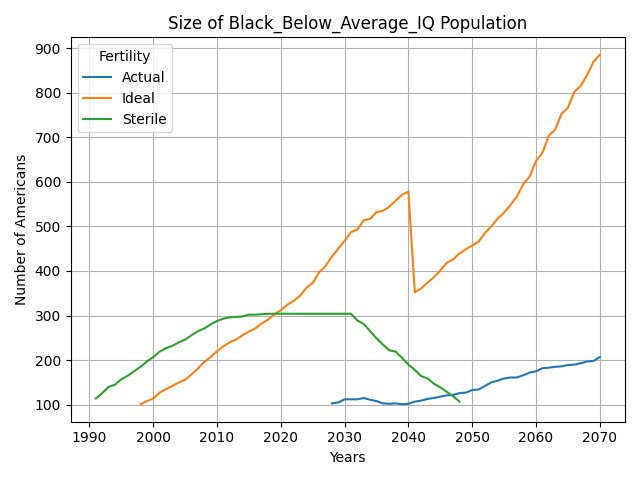 Size of Black_Below_Average_IQ Population
Fertility
Actual
Ideal
Sterile
Number of Americans
900
800
700
600
500
400
300
200
100
1990 2000 2010 2020 2030 2040 2050 2060 2070
Years